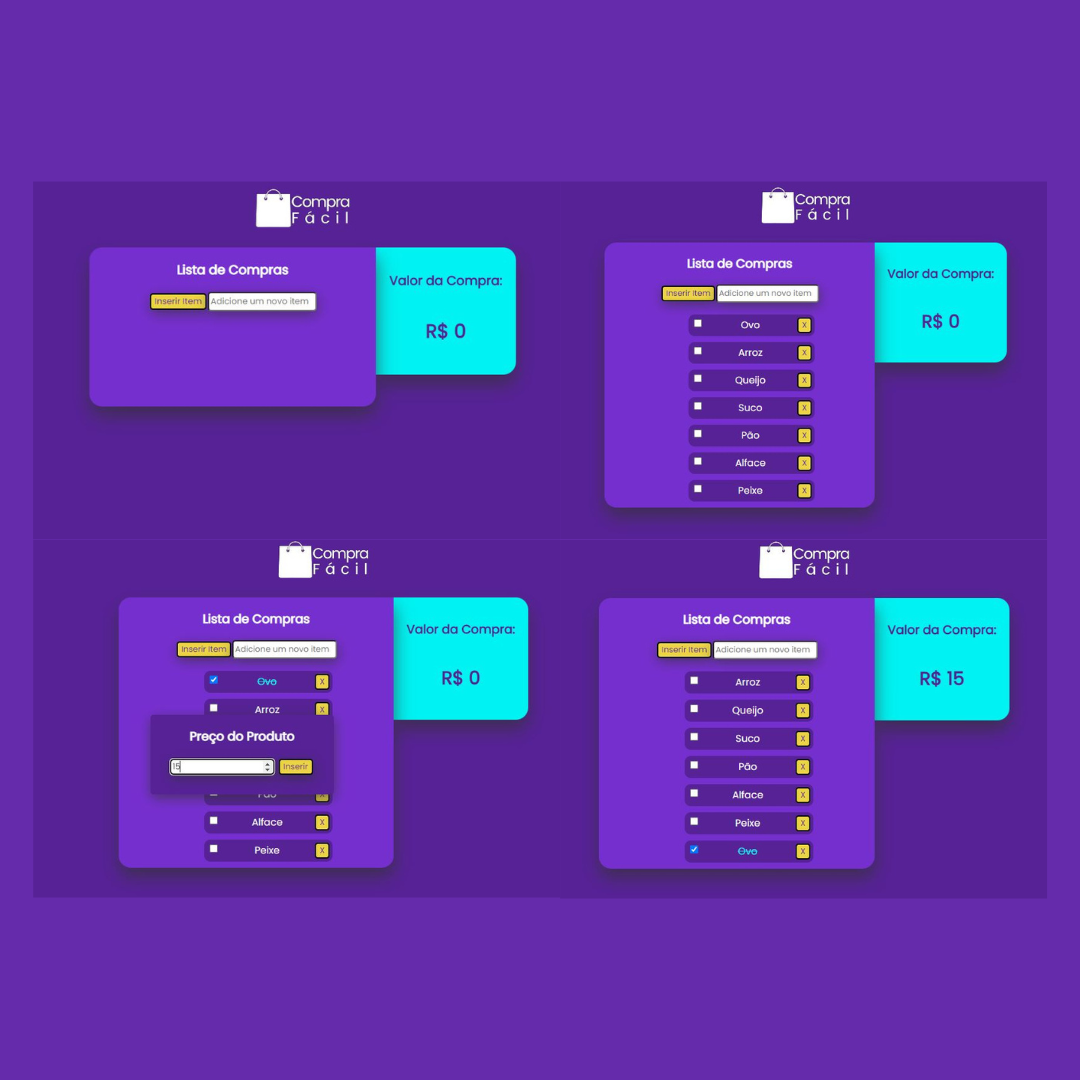 Compra
Fácil
Lista de Compras
Inserir Item Adicione um novo item
Valor da Compra:
R$ 0
Compra
Fácil
Lista de Compras
Inserir Item Adicione um novo item
Ovo X
Arroz X
Queijo X
Suco X
Pão X
Alface X
Peixe X
Valor da Compra:
R$ 0
Compra
Fácil
Lista de Compras
Inserir Item Adicione um novo item
Ovo X
Arroz X
Preço do Produto
15 Inserir
Pão
Alface X
Peixe X
Valor da Compra:
R$ 0
Compra
Fácil
Lista de Compras
Inserir Item Adicione um novo item
Arroz X
Queijo X
Suco X
Pão X
Alface X
Peixe X
Ovo X
Valor da Compra:
R$ 15